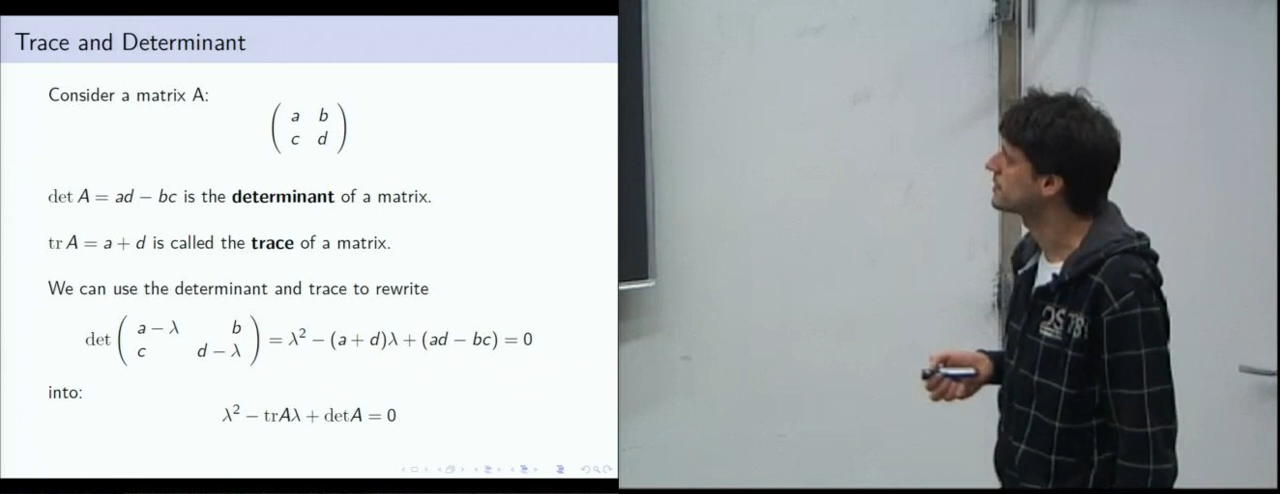 Trace and Determinant
Consider a matrix A:
( a b
c d )
det A = ad − bc is the determinant of a matrix.
tr A = a + d is called the trace of a matrix.
We can use the determinant and trace to rewrite
det ( a − λ b
c d − λ ) = λ² − (a + d)λ + (ad − bc) = 0
into:
λ² − trAλ + detA = 0